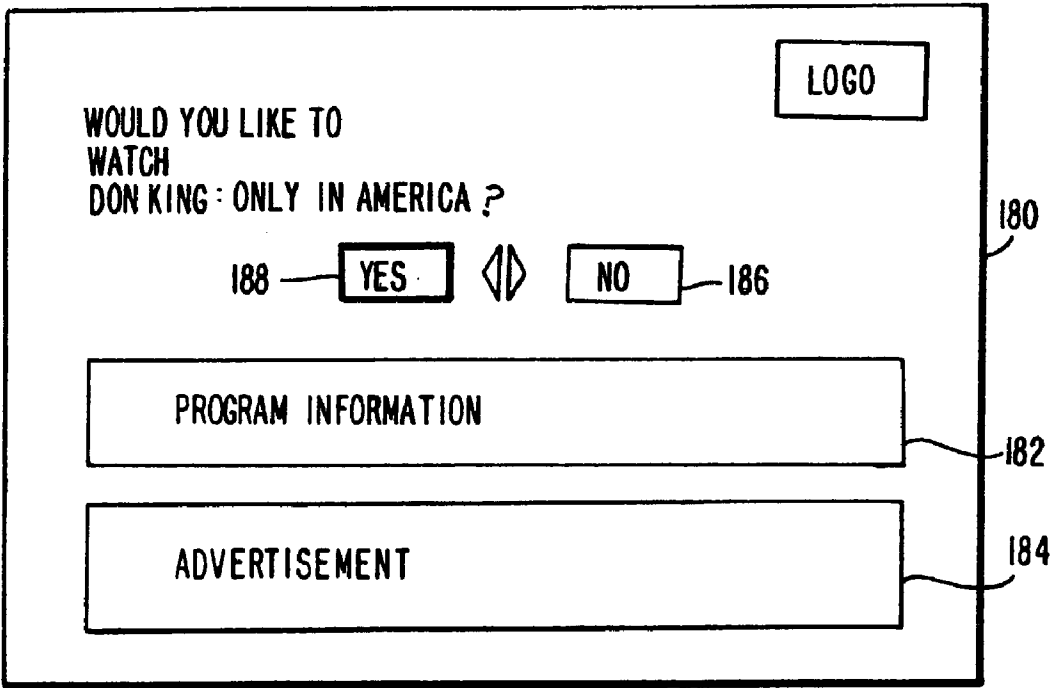 LOGO
WOULD YOU LIKE TO
WATCH
DON KING: ONLY IN AMERICA?
180
188 YES NO 186
PROGRAM INFORMATION
182
ADVERTISEMENT
184